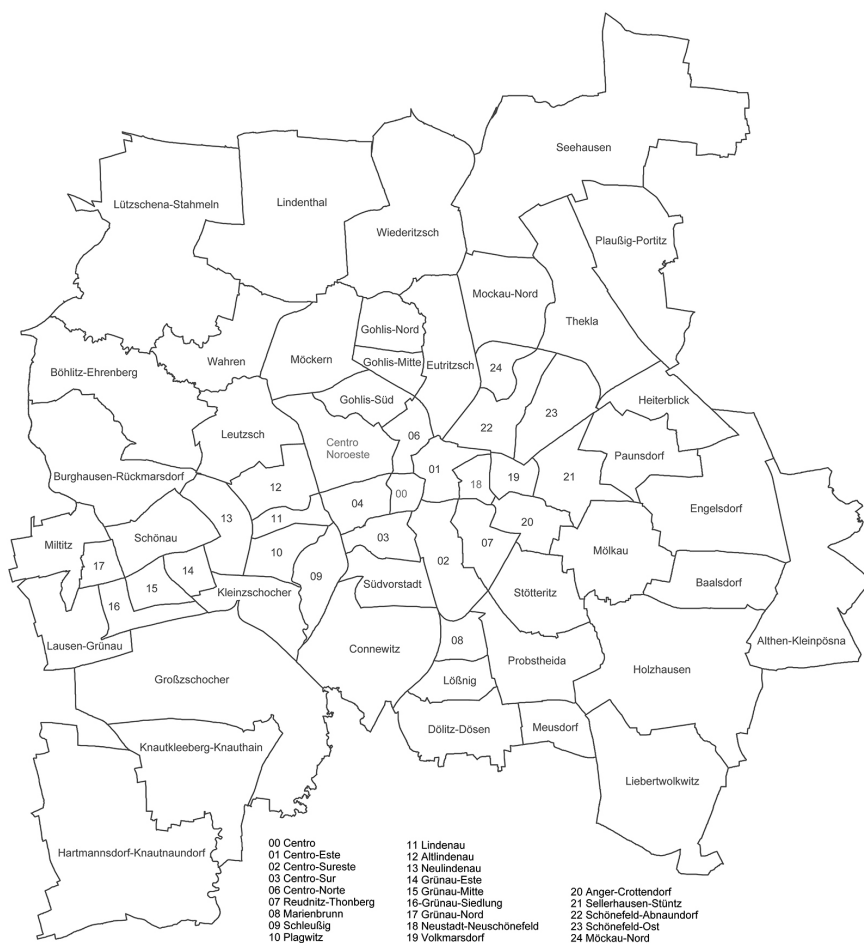 Seehausen
Lützschena-Stahmeln
Lindenthal
Wiederitzsch
Plaußig-Portitz
Mockau-Nord
Thekla
Gohlis-Nord
Wahren
Möckern
Gohlis-Mitte
Eutritzsch
24
Böhlitz-Ehrenberg
Gohlis-Süd
Heiterblick
23
22
Leutzsch
06
Centro
Noroeste
Paunsdorf
01
Burghausen-Rückmarsdorf
12
00
18
19
21
04
Engelsdorf
13
11
20
Miltitz
Schönau
03
07
10
Mölkau
17
14
09
02
15
Kleinzschocher
Südvorstadt
Stötteritz
Baalsdorf
16
Lausen-Grünau
Connewitz
08
Althen-Kleinpösna
Probstheida
Holzhausen
Großzschocher
Lößnig
Dölitz-Dösen
Meusdorf
Knautkleeberg-Knauthain
Liebertwolkwitz
Hartmannsdorf-Knautnaundorf
00 Centro
01 Centro-Este
02 Centro-Sureste
03 Centro-Sur
06 Centro-Norte
07 Reudnitz-Thonberg
08 Marienbrunn
09 Schleußig
10 Plagwitz
11 Lindenau
12 Altlindenau
13 Neulindenau
14 Grünau-Este
15 Grünau-Mitte
16-Grünau-Siedlung
17 Grünau-Nord
18 Neustadt-Neuschönefeld
19 Volkmarsdorf
20 Anger-Crottendorf
21 Sellerhausen-Stüntz
22 Schönefeld-Abnaundorf
23 Schönefeld-Ost
24 Möckau-Nord